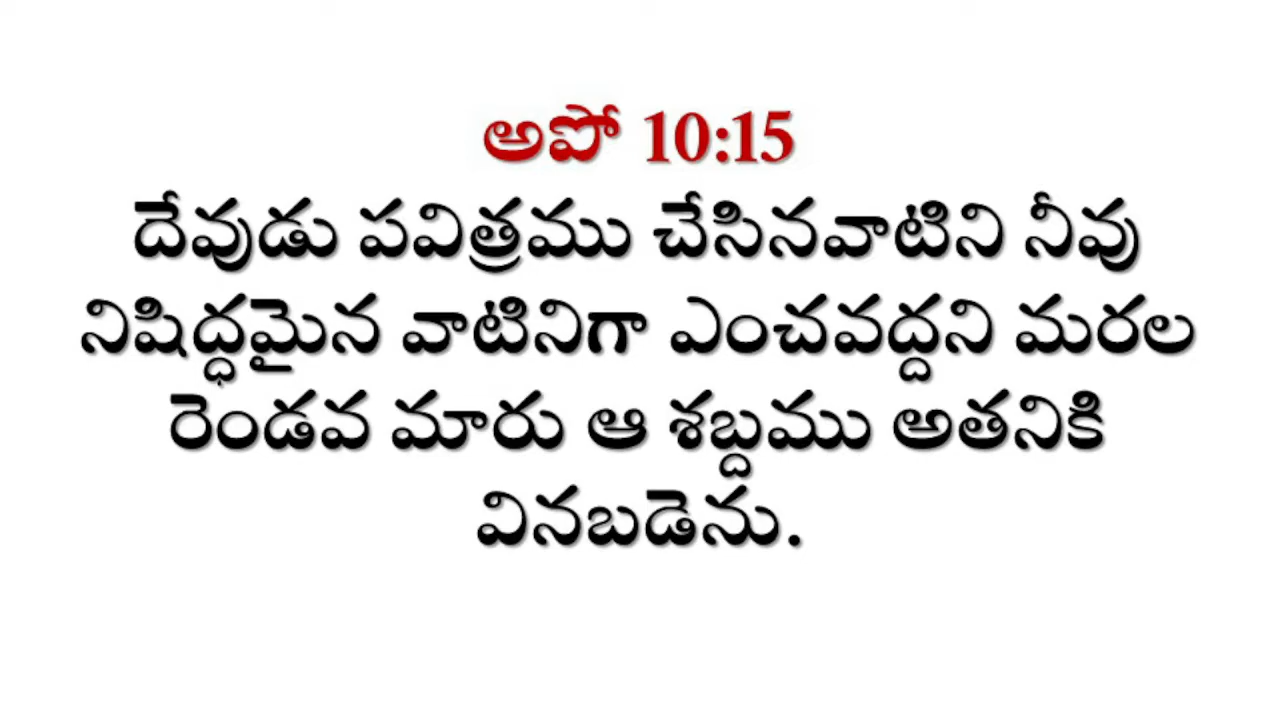 అపో 10:15
దేవుడు పవిత్రము చేసినవాటిని నీవు
నిషిద్ధమైన వాటినిగా ఎంచవద్దని మరల
రెండవ మారు ఆ శబ్దము అతనికి
వినబడెను.